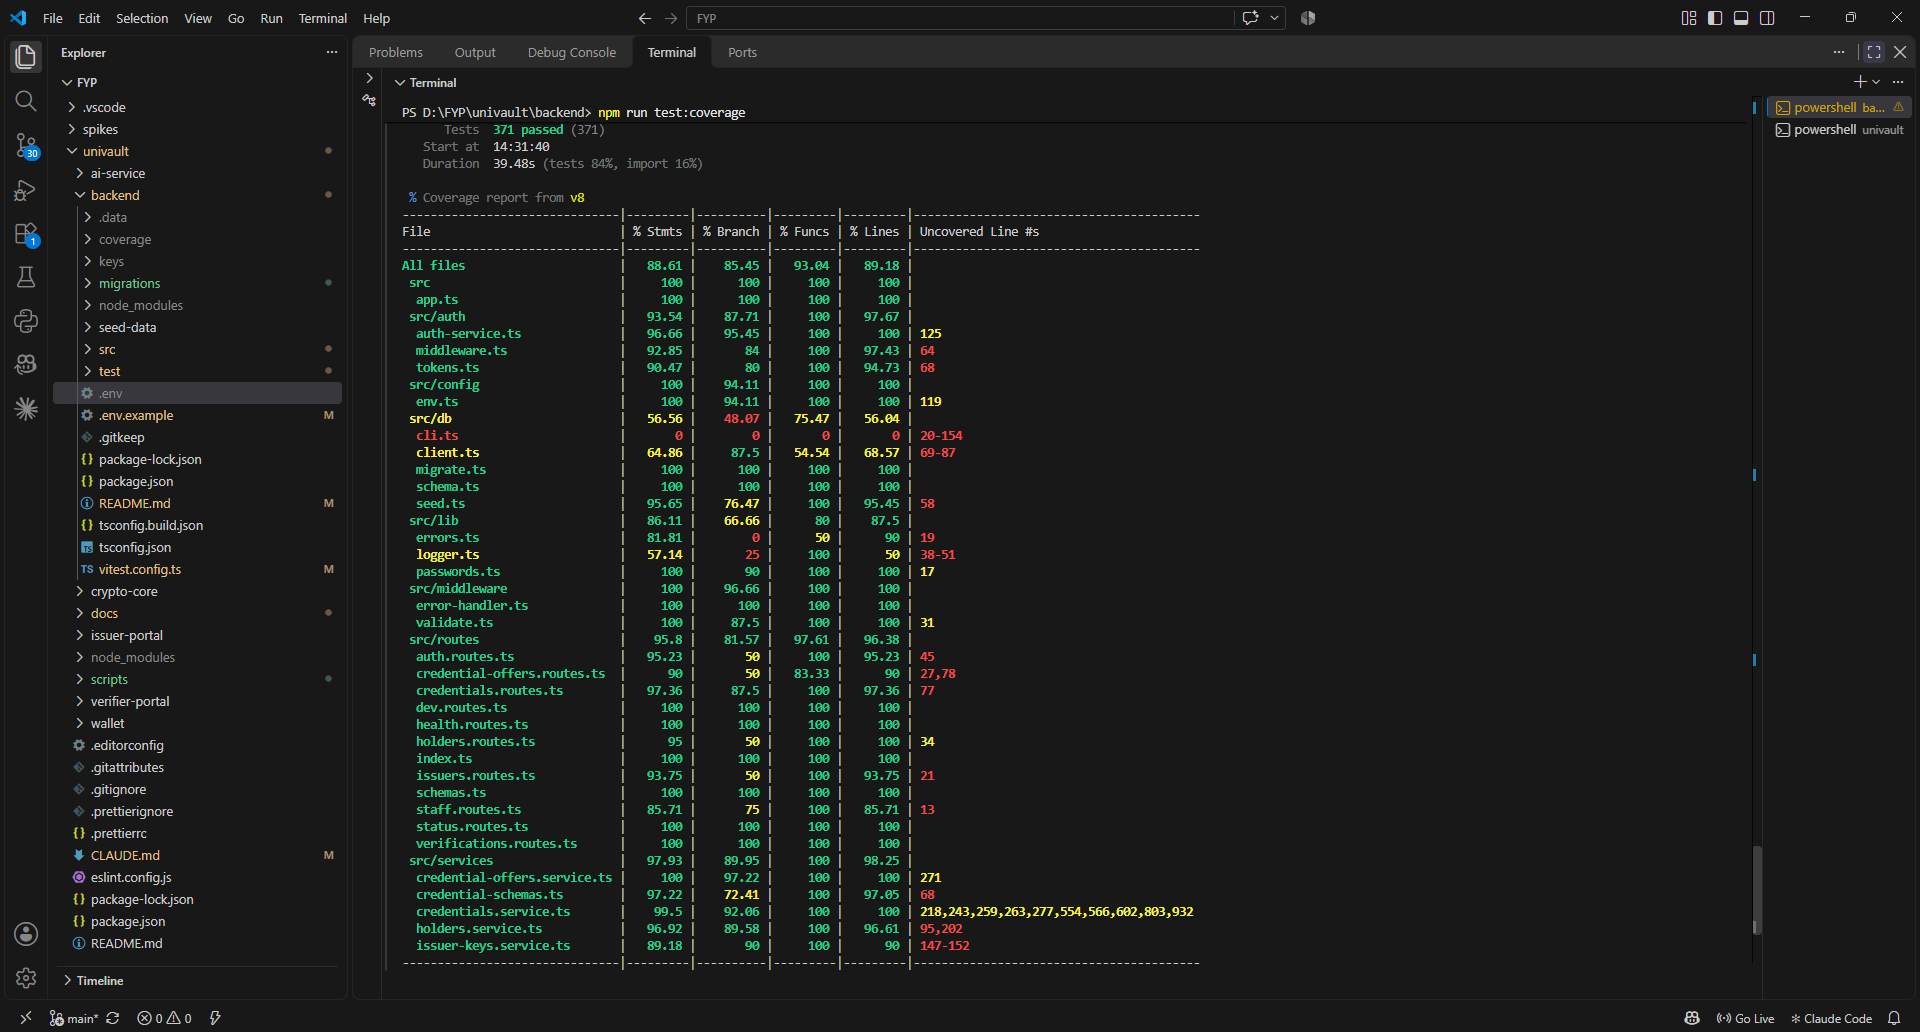 File Edit Selection View Go Run Terminal Help
FYP
Explorer
FYP
.vscode
spikes
univault
ai-service
backend
.data
coverage
keys
migrations
node_modules
seed-data
src
test
.env
.env.example M
.gitkeep
package-lock.json
package.json
README.md M
tsconfig.build.json
tsconfig.json
vitest.config.ts M
crypto-core
docs
issuer-portal
node_modules
scripts
verifier-portal
wallet
.editorconfig
.gitattributes
.gitignore
.prettierignore
.prettierrc
CLAUDE.md M
eslint.config.js
package-lock.json
package.json
README.md
Timeline
30
1
Problems Output Debug Console Terminal Ports
Terminal
PS D:\FYP\univault\backend> npm run test:coverage
Tests 371 passed (371)
Start at 14:31:40
Duration 39.48s (tests 84%, import 16%)
% Coverage report from v8
-------------------------------|---------|----------|---------|---------|----------------------------------------
File | % Stmts | % Branch | % Funcs | % Lines | Uncovered Line #s
-------------------------------|---------|----------|---------|---------|----------------------------------------
All files | 88.61 | 85.45 | 93.04 | 89.18 |
src | 100 | 100 | 100 | 100 |
app.ts | 100 | 100 | 100 | 100 |
src/auth | 93.54 | 87.71 | 100 | 97.67 |
auth-service.ts | 96.66 | 95.45 | 100 | 100 | 125
middleware.ts | 92.85 | 84 | 100 | 97.43 | 64
tokens.ts | 90.47 | 80 | 100 | 94.73 | 68
src/config | 100 | 94.11 | 100 | 100 |
env.ts | 100 | 94.11 | 100 | 100 | 119
src/db | 56.56 | 48.07 | 75.47 | 56.04 |
cli.ts | 0 | 0 | 0 | 0 | 20-154
client.ts | 64.86 | 87.5 | 54.54 | 68.57 | 69-87
migrate.ts | 100 | 100 | 100 | 100 |
schema.ts | 100 | 100 | 100 | 100 |
seed.ts | 95.65 | 76.47 | 100 | 95.45 | 58
src/lib | 86.11 | 66.66 | 80 | 87.5 |
errors.ts | 81.81 | 0 | 50 | 90 | 19
logger.ts | 57.14 | 25 | 100 | 50 | 38-51
passwords.ts | 100 | 90 | 100 | 100 | 17
src/middleware | 100 | 96.66 | 100 | 100 |
error-handler.ts | 100 | 100 | 100 | 100 |
validate.ts | 100 | 87.5 | 100 | 100 | 31
src/routes | 95.8 | 81.57 | 97.61 | 96.38 |
auth.routes.ts | 95.23 | 50 | 100 | 95.23 | 45
credential-offers.routes.ts | 90 | 50 | 83.33 | 90 | 27,78
credentials.routes.ts | 97.36 | 87.5 | 100 | 97.36 | 77
dev.routes.ts | 100 | 100 | 100 | 100 |
health.routes.ts | 100 | 100 | 100 | 100 |
holders.routes.ts | 95 | 50 | 100 | 100 | 34
index.ts | 100 | 100 | 100 | 100 |
issuers.routes.ts | 93.75 | 50 | 100 | 93.75 | 21
schemas.ts | 100 | 100 | 100 | 100 |
staff.routes.ts | 85.71 | 75 | 100 | 85.71 | 13
status.routes.ts | 100 | 100 | 100 | 100 |
verifications.routes.ts | 100 | 100 | 100 | 100 |
src/services | 97.93 | 89.95 | 100 | 98.25 |
credential-offers.service.ts | 100 | 97.22 | 100 | 100 | 271
credential-schemas.ts | 97.22 | 72.41 | 100 | 97.05 | 68
credentials.service.ts | 99.5 | 92.06 | 100 | 100 | 218,243,259,263,277,554,566,602,803,932
holders.service.ts | 96.92 | 89.58 | 100 | 96.61 | 95,202
issuer-keys.service.ts | 89.18 | 90 | 100 | 90 | 147-152
-------------------------------|---------|----------|---------|---------|----------------------------------------
powershell ba...
powershell univault
main* 0 0 Go Live Claude Code